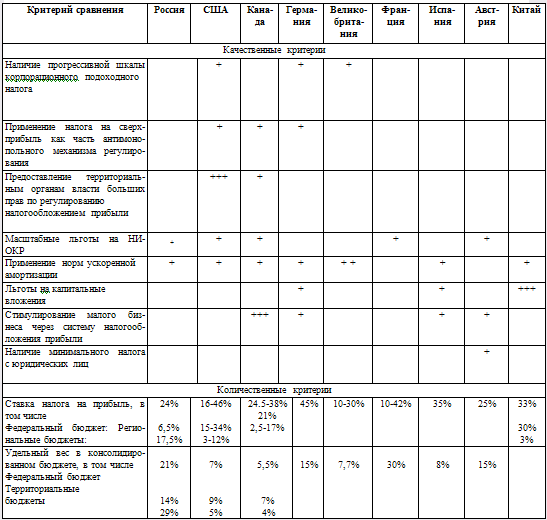 Критерий сравнения Россия США Кана-да Герма-ния Велико-брита-ния Фран-ция Испа-ния Авст-рия Китай
Качественные критерии
Наличие прогрессивной шкалы + + +
корпорационного подоходного
налога
Применение налога на сверх- + + +
прибыль как часть антимоно-
польного механизма регулиро-
вания
Предоставление территориаль- +++ +
ным органам власти больших
прав по регулированию
налогообложением прибыли
Масштабные льготы на НИ- + + + + +
ОКР
Применение норм ускоренной + + + + + + + +
амортизации
Льготы на капитальные + + +++
вложения
Стимулирование малого биз- +++ + + +
неса через систему налогооб-
ложения прибыли
Наличие минимального налога +
с юридических лиц
Количественные критерии
Ставка налога на прибыль, в 24% 16-46% 24.5-38% 45% 10-30% 10-42% 35% 25% 33%
том числе 21%
Федеральный бюджет: Регио- 6,5% 15-34% 2,5-17% 30%
нальные бюджеты: 17,5% 3-12% 3%
Удельный вес в консолидиро-
ванном бюджете, в том числе 21% 7% 5,5% 15% 7,7% 30% 8% 15%
Федеральный бюджет
Территориальные
бюджеты 14% 9% 7%
29% 5% 4%